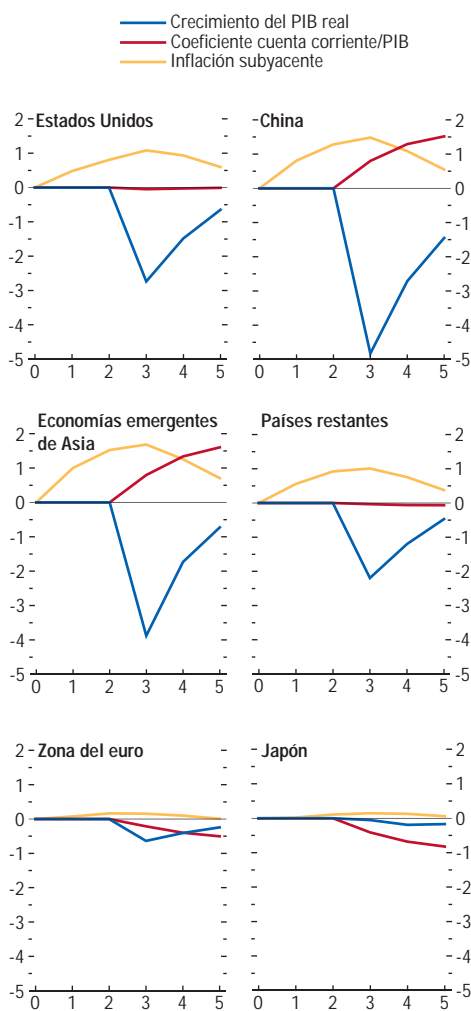 Crecimiento del PIB real
Coeficiente cuenta corriente/PIB
Inflación subyacente
2 Estados Unidos
1
0
-1
-2
-3
-4
-5
0 1 2 3 4 5
China 2
1
0
-1
-2
-3
-4
-5
0 1 2 3 4 5
2 Economías emergentes
de Asia
1
0
-1
-2
-3
-4
-5
0 1 2 3 4 5
Países restantes 2
1
0
-1
-2
-3
-4
-5
0 1 2 3 4 5
2 Zona del euro
1
0
-1
-2
-3
-4
-5
0 1 2 3 4 5
Japón 2
1
0
-1
-2
-3
-4
-5
0 1 2 3 4 5